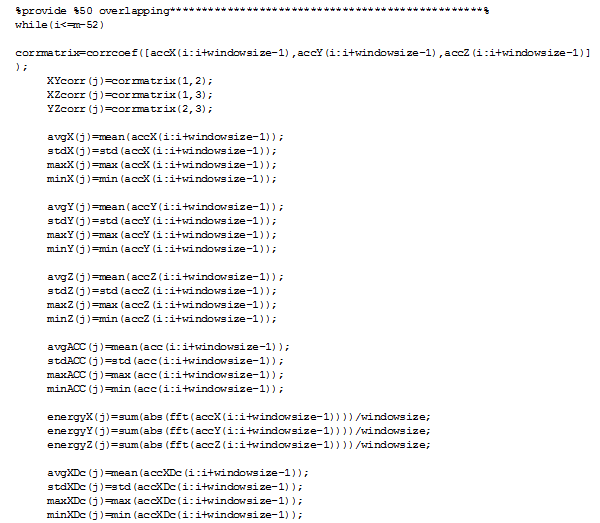 %provide %50 overlapping*************************************************%
while(i<=m-52)
corrmatrix=corrcoef([accX(i:i+windowsize-1),accY(i:i+windowsize-1),accZ(i:i+windowsize-1)]
);
XYcorr(j)=corrmatrix(1,2);
XZcorr(j)=corrmatrix(1,3);
YZcorr(j)=corrmatrix(2,3);
avgX(j)=mean(accX(i:i+windowsize-1));
stdX(j)=std(accX(i:i+windowsize-1));
maxX(j)=max(accX(i:i+windowsize-1));
minX(j)=min(accX(i:i+windowsize-1));
avgY(j)=mean(accY(i:i+windowsize-1));
stdY(j)=std(accY(i:i+windowsize-1));
maxY(j)=max(accY(i:i+windowsize-1));
minY(j)=min(accY(i:i+windowsize-1));
avgZ(j)=mean(accZ(i:i+windowsize-1));
stdZ(j)=std(accZ(i:i+windowsize-1));
maxZ(j)=max(accZ(i:i+windowsize-1));
minZ(j)=min(accZ(i:i+windowsize-1));
avgACC(j)=mean(acc(i:i+windowsize-1));
stdACC(j)=std(acc(i:i+windowsize-1));
maxACC(j)=max(acc(i:i+windowsize-1));
minACC(j)=min(acc(i:i+windowsize-1));
energyX(j)=sum(abs(fft(accX(i:i+windowsize-1))))/windowsize;
energyY(j)=sum(abs(fft(accY(i:i+windowsize-1))))/windowsize;
energyZ(j)=sum(abs(fft(accZ(i:i+windowsize-1))))/windowsize;
avgXDc(j)=mean(accXDc(i:i+windowsize-1));
stdXDc(j)=std(accXDc(i:i+windowsize-1));
maxXDc(j)=max(accXDc(i:i+windowsize-1));
minXDc(j)=min(accXDc(i:i+windowsize-1));